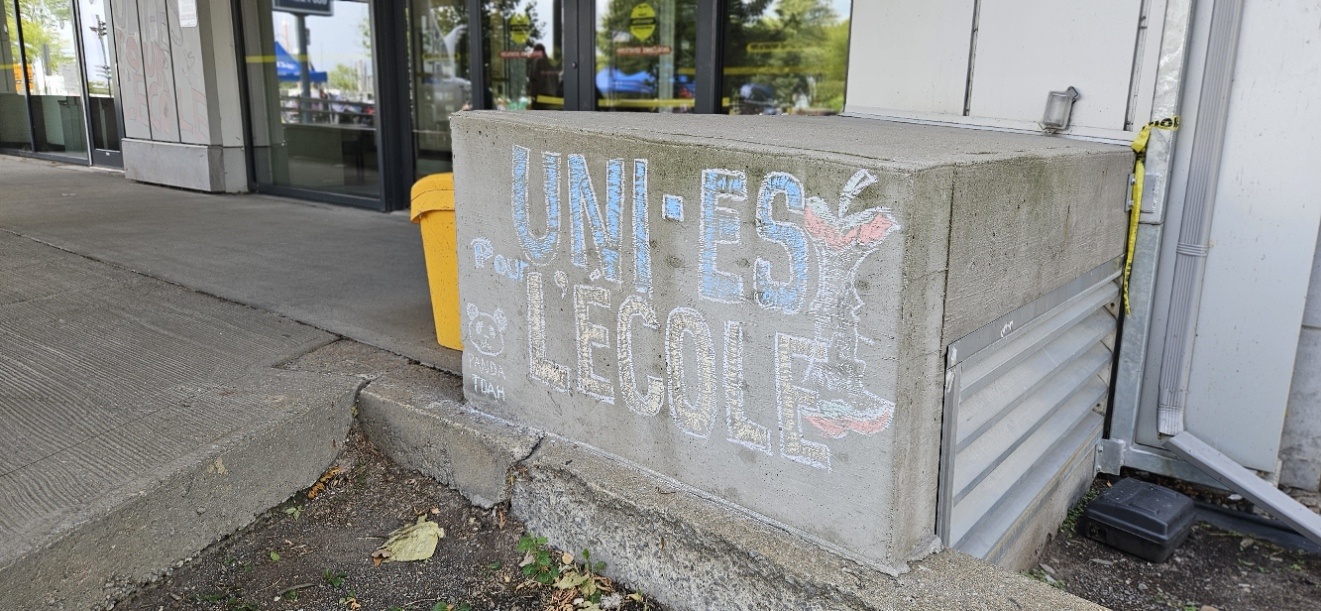 UNI·ES
Pour
L'ÉCOLE
PANDA
TDAH